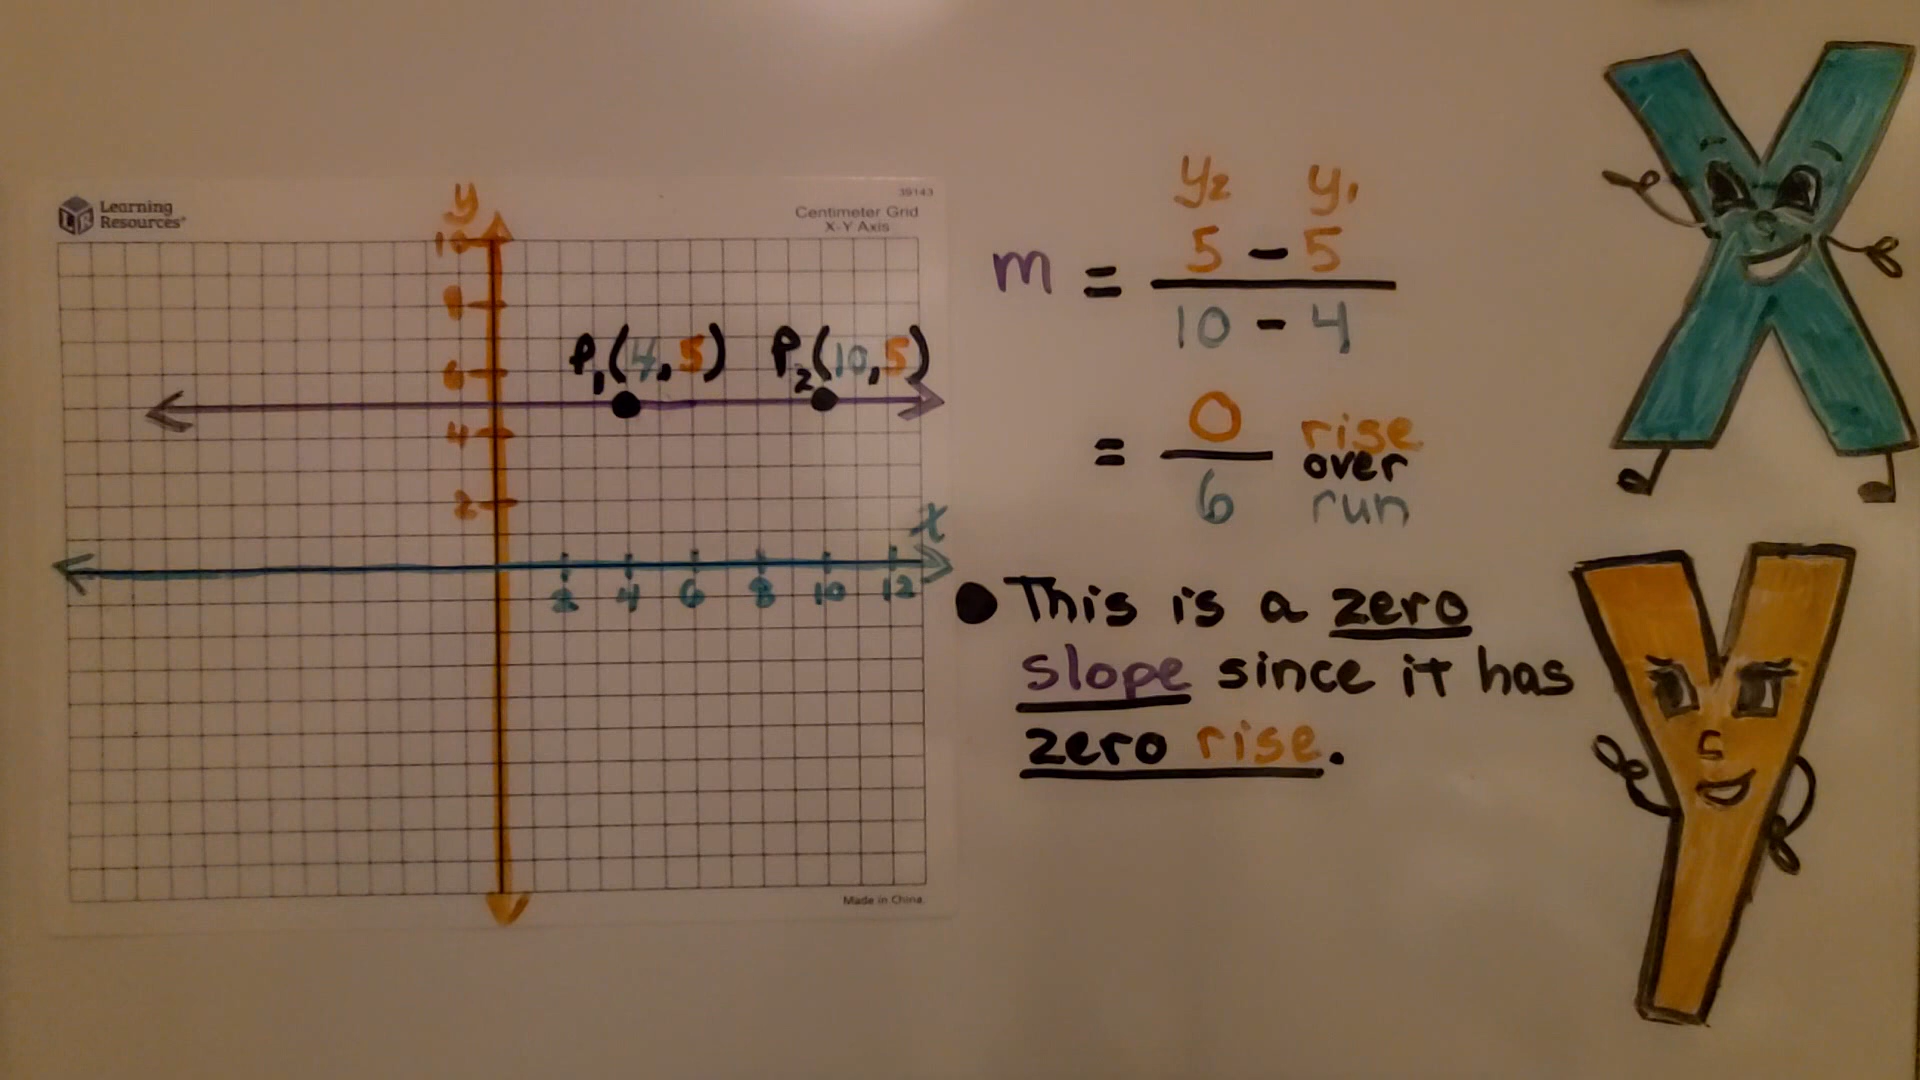 Learning
Resources®
39143
Centimeter Grid
X-Y Axis
y
10
8
6
4
2
P₁(4,5) P₂(10,5)
x
2 4 6 8 10 12
Made in China
y₂ y₁
m = 5 - 5
10 - 4
= 0 rise
over
6 run
This is a zero
slope since it has
zero rise.
X
Y